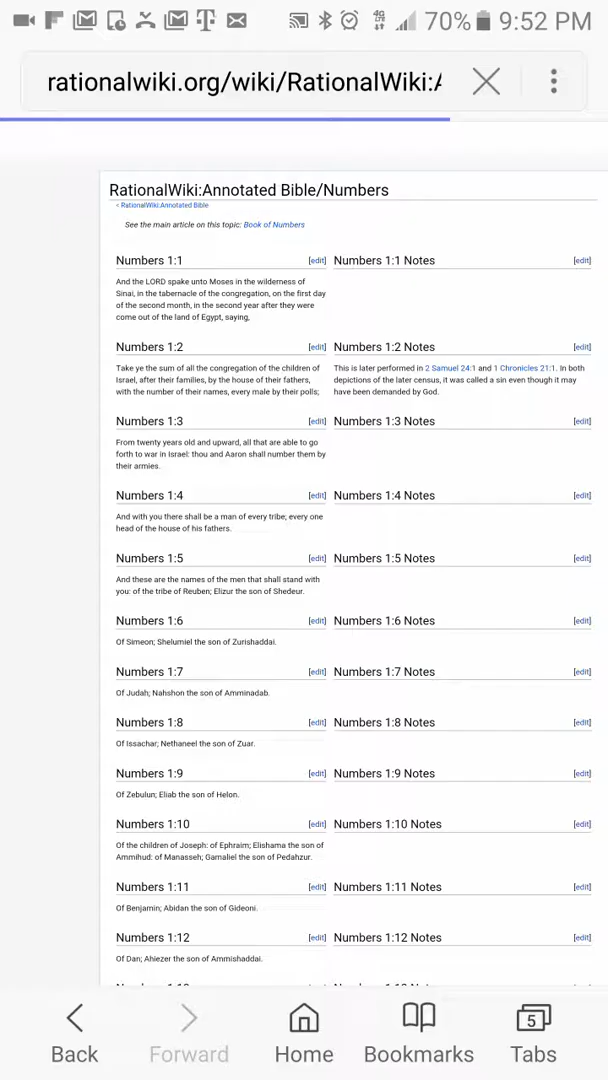 4G LTE 70% 9:52 PM
rationalwiki.org/wiki/RationalWiki:A
RationalWiki:Annotated Bible/Numbers
< RationalWiki:Annotated Bible
See the main article on this topic: Book of Numbers
Numbers 1:1 [edit] Numbers 1:1 Notes [edit]
And the LORD spake unto Moses in the wilderness of
Sinai, in the tabernacle of the congregation, on the first day
of the second month, in the second year after they were
come out of the land of Egypt, saying,
Numbers 1:2 [edit] Numbers 1:2 Notes [edit]
Take ye the sum of all the congregation of the children of
Israel, after their families, by the house of their fathers,
with the number of their names, every male by their polls;
This is later performed in 2 Samuel 24:1 and 1 Chronicles 21:1. In both
depictions of the later census, it was called a sin even though it may
have been demanded by God.
Numbers 1:3 [edit] Numbers 1:3 Notes [edit]
From twenty years old and upward, all that are able to go
forth to war in Israel: thou and Aaron shall number them by
their armies.
Numbers 1:4 [edit] Numbers 1:4 Notes [edit]
And with you there shall be a man of every tribe; every one
head of the house of his fathers.
Numbers 1:5 [edit] Numbers 1:5 Notes [edit]
And these are the names of the men that shall stand with
you: of the tribe of Reuben; Elizur the son of Shedeur.
Numbers 1:6 [edit] Numbers 1:6 Notes [edit]
Of Simeon; Shelumiel the son of Zurishaddai.
Numbers 1:7 [edit] Numbers 1:7 Notes [edit]
Of Judah; Nahshon the son of Amminadab.
Numbers 1:8 [edit] Numbers 1:8 Notes [edit]
Of Issachar; Nethaneel the son of Zuar.
Numbers 1:9 [edit] Numbers 1:9 Notes [edit]
Of Zebulun; Eliab the son of Helon.
Numbers 1:10 [edit] Numbers 1:10 Notes [edit]
Of the children of Joseph: of Ephraim; Elishama the son of
Ammihud: of Manasseh; Gamaliel the son of Pedahzur.
Numbers 1:11 [edit] Numbers 1:11 Notes [edit]
Of Benjamin; Abidan the son of Gideoni.
Numbers 1:12 [edit] Numbers 1:12 Notes [edit]
Of Dan; Ahiezer the son of Ammishaddai.
5
Back Forward Home Bookmarks Tabs